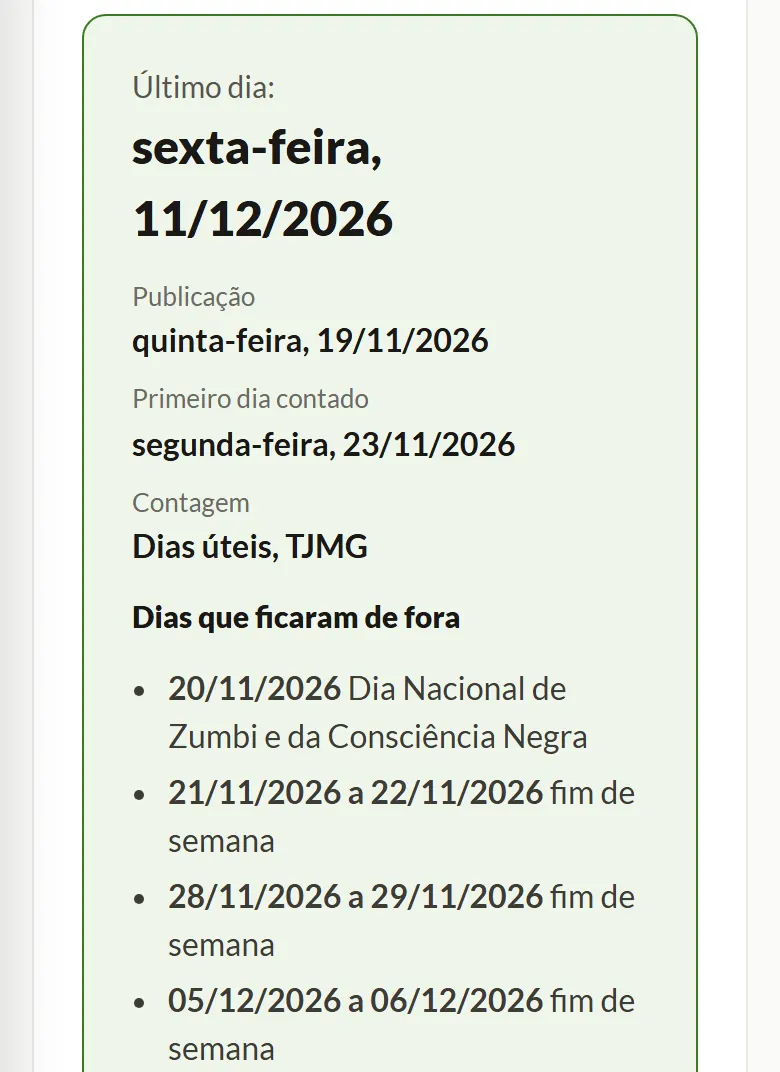 Último dia:
sexta-feira,
11/12/2026
Publicação
quinta-feira, 19/11/2026
Primeiro dia contado
segunda-feira, 23/11/2026
Contagem
Dias úteis, TJMG
Dias que ficaram de fora
• 20/11/2026 Dia Nacional de
Zumbi e da Consciência Negra
• 21/11/2026 a 22/11/2026 fim de
semana
• 28/11/2026 a 29/11/2026 fim de
semana
• 05/12/2026 a 06/12/2026 fim de
semana